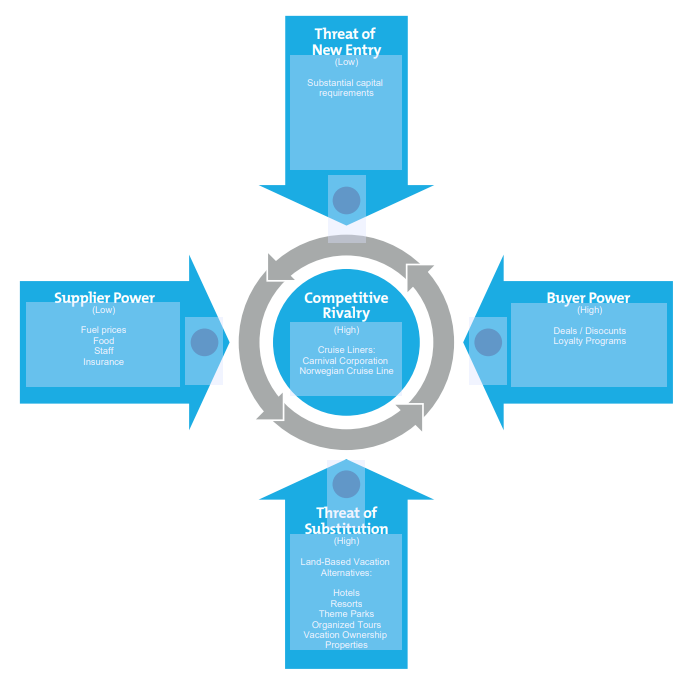 Threat of
New Entry
(Low)
Substantial capital
requirements
Supplier Power
(Low)
Fuel prices
Food
Staff
Insurance
Competitive
Rivalry
(High)
Cruise Liners:
Carnival Corporation
Norwegian Cruise Line
Buyer Power
(High)
Deals / Discounts
Loyalty Programs
Threat of
Substitution
(High)
Land-Based Vacation
Alternatives:
Hotels
Resorts
Theme Parks
Organized Tours
Vacation Ownership
Properties